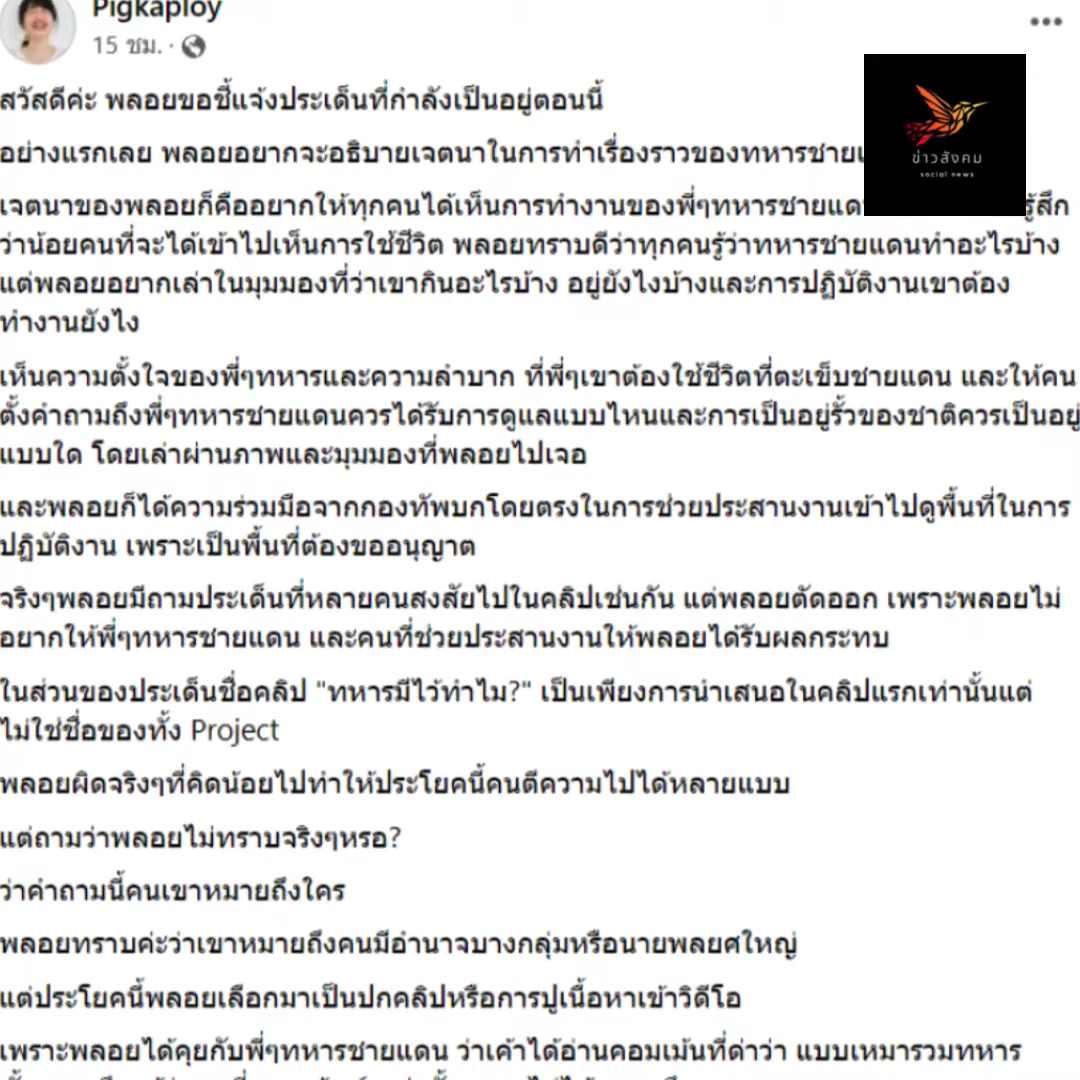 Pigkaploy
15 ชม. ·
สวัสดีค่ะ พลอยขอชี้แจ้งประเด็นที่กำลังเป็นอยู่ตอนนี้
อย่างแรกเลย พลอยอยากจะอธิบายเจตนาในการทำเรื่องราวของทหารชาย
ข่าวสังคม
social news
เจตนาของพลอยก็คืออยากให้ทุกคนได้เห็นการทำงานของพี่ๆทหารชายแด รู้สึก
ว่าน้อยคนที่จะได้เข้าไปเห็นการใช้ชีวิต พลอยทราบดีว่าทุกคนรู้ว่าทหารชายแดนทำอะไรบ้าง
แต่พลอยอยากเล่าในมุมมองที่ว่าเขากินอะไรบ้าง อยู่ยังไงบ้างและการปฏิบัติงานเขาต้อง
ทำงานยังไง
เห็นความตั้งใจของพี่ๆทหารและความลำบาก ที่พี่ๆเขาต้องใช้ชีวิตที่ตะเข็บชายแดน และให้คน
ตั้งคำถามถึงพี่ๆทหารชายแดนควรได้รับการดูแลแบบไหนและการเป็นอยู่รั้วของชาติควรเป็นอยู่
แบบใด โดยเล่าผ่านภาพและมุมมองที่พลอยไปเจอ
และพลอยก็ได้ความร่วมมือจากกองทัพบกโดยตรงในการช่วยประสานงานเข้าไปดูพื้นที่ในการ
ปฏิบัติงาน เพราะเป็นพื้นที่ต้องขออนุญาต
จริงๆพลอยมีถามประเด็นที่หลายคนสงสัยไปในคลิปเช่นกัน แต่พลอยตัดออก เพราะพลอยไม่
อยากให้พี่ๆทหารชายแดน และคนที่ช่วยประสานงานให้พลอยได้รับผลกระทบ
ในส่วนของประเด็นชื่อคลิป "ทหารมีไว้ทำไม?" เป็นเพียงการนำเสนอในคลิปแรกเท่านั้นแต่
ไม่ใช่ชื่อของทั้ง Project
พลอยผิดจริงๆที่คิดน้อยไปทำให้ประโยคนี้คนตีความไปได้หลายแบบ
แต่ถามว่าพลอยไม่ทราบจริงๆหรอ?
ว่าคำถามนี้คนเขาหมายถึงใคร
พลอยทราบค่ะว่าเขาหมายถึงคนมีอำนาจบางกลุ่มหรือนายพลยศใหญ่
แต่ประโยคนี้พลอยเลือกมาเป็นปกคลิปหรือการปูเนื้อหาเข้าวิดีโอ
เพราะพลอยได้คุยกับพี่ๆทหารชายแดน ว่าเค้าได้อ่านคอมเม้นที่ด่าว่า แบบเหมารวมทหาร